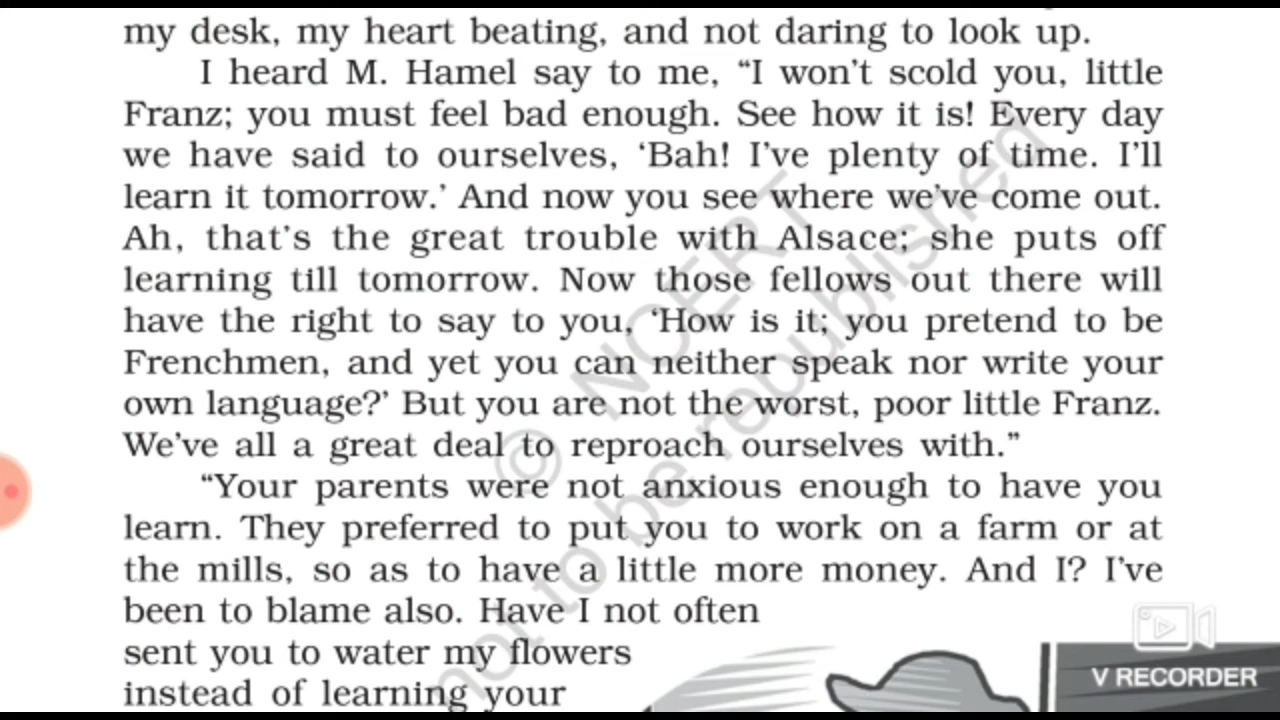 my desk, my heart beating, and not daring to look up.
I heard M. Hamel say to me, “I won’t scold you, little
Franz; you must feel bad enough. See how it is! Every day
we have said to ourselves, ‘Bah! I’ve plenty of time. I’ll
learn it tomorrow.’ And now you see where we’ve come out.
Ah, that’s the great trouble with Alsace; she puts off
learning till tomorrow. Now those fellows out there will
have the right to say to you, ‘How is it; you pretend to be
Frenchmen, and yet you can neither speak nor write your
own language?’ But you are not the worst, poor little Franz.
We’ve all a great deal to reproach ourselves with.”
“Your parents were not anxious enough to have you
learn. They preferred to put you to work on a farm or at
the mills, so as to have a little more money. And I? I’ve
been to blame also. Have I not often
sent you to water my flowers
instead of learning your
© NCERT
not to be republished
V RECORDER